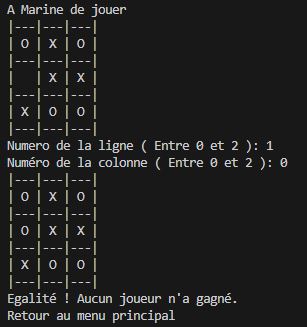 A Marine de jouer
|---|---|---|
| O | X | O |
|---|---|---|
|   | X | X |
|---|---|---|
| X | O | O |
|---|---|---|
Numero de la ligne ( Entre 0 et 2 ): 1
Numéro de la colonne ( Entre 0 et 2 ): 0
|---|---|---|
| O | X | O |
|---|---|---|
| O | X | X |
|---|---|---|
| X | O | O |
|---|---|---|
Egalité ! Aucun joueur n'a gagné.
Retour au menu principal